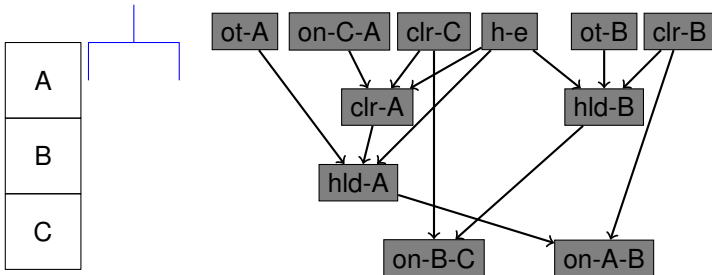 A
B
C
ot-A
on-C-A
clr-C
h-e
ot-B
clr-B
clr-A
hld-B
hld-A
on-B-C
on-A-B